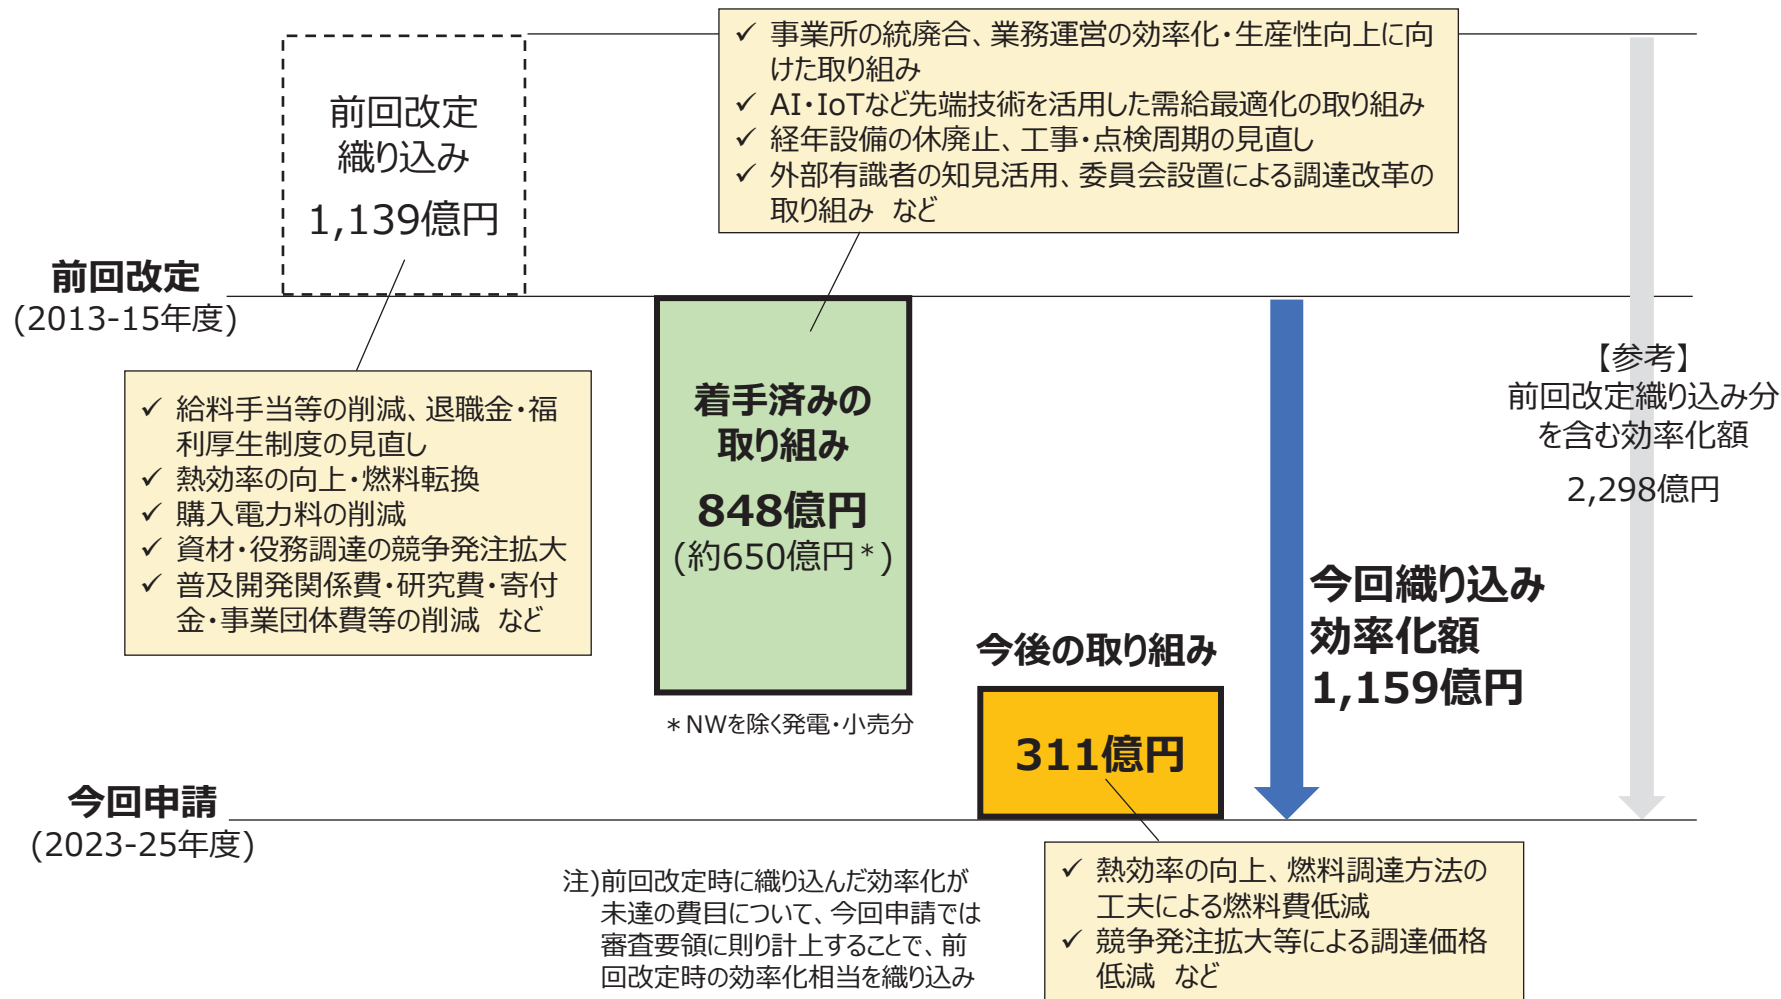 前回改定
織り込み
1,139億円
✓ 事業所の統廃合、業務運営の効率化・生産性向上に向
けた取り組み
✓ AI・IoTなど先端技術を活用した需給最適化の取り組み
✓ 経年設備の休廃止、工事・点検周期の見直し
✓ 外部有識者の知見活用、委員会設置による調達改革の
取り組み など
前回改定
(2013-15年度)
✓ 給料手当等の削減、退職金・福
利厚生制度の見直し
✓ 熱効率の向上・燃料転換
✓ 購入電力料の削減
✓ 資材・役務調達の競争発注拡大
✓ 普及開発関係費・研究費・寄付
金・事業団体費等の削減 など
着手済みの
取り組み
848億円
(約650億円*)
*NWを除く発電・小売分
今後の取り組み
311億円
今回織り込み
効率化額
1,159億円
【参考】
前回改定織り込み分
を含む効率化額
2,298億円
今回申請
(2023-25年度)
注)前回改定時に織り込んだ効率化が
未達の費目について、今回申請では
審査要領に則り計上することで、前
回改定時の効率化相当を織り込み
✓ 熱効率の向上、燃料調達方法の
工夫による燃料費低減
✓ 競争発注拡大等による調達価格
低減 など